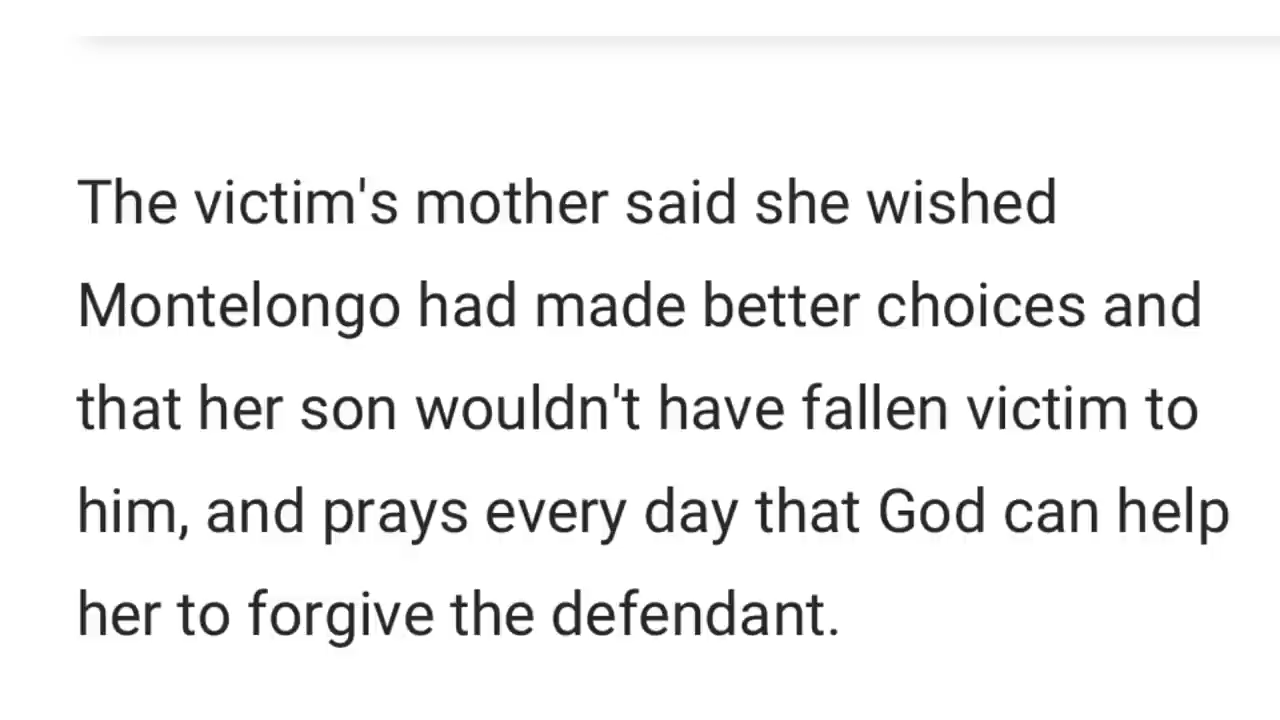 The victim's mother said she wished
Montelongo had made better choices and
that her son wouldn't have fallen victim to
him, and prays every day that God can help
her to forgive the defendant.